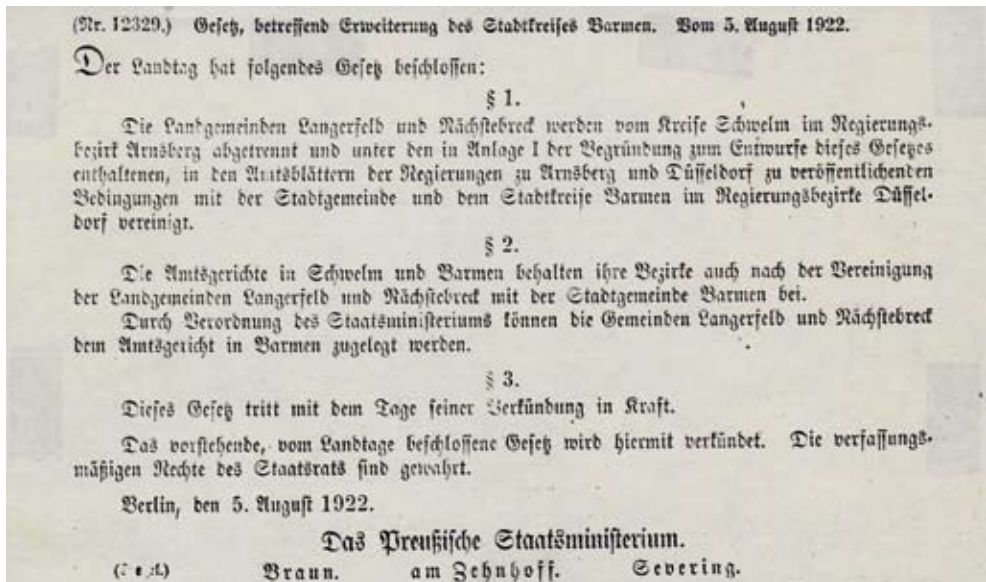 (Nr. 12329.) Gesetz, betreffend Erweiterung des Stadtkreises Barmen. Vom 5. August 1922.
Der Landtag hat folgendes Gesetz beschlossen:
§ 1.
Die Landgemeinden Langerfeld und Nächstebreck werden vom Kreise Schwelm im Regierungs-
bezirk Arnsberg abgetrennt und unter den in Anlage I der Begründung zum Entwurfe dieses Gesetzes
enthaltenen, in den Amtsblättern der Regierungen zu Arnsberg und Düsseldorf zu veröffentlichenden
Bedingungen mit der Stadtgemeinde und dem Stadtkreise Barmen im Regierungsbezirke Düssel-
dorf vereinigt.
§ 2.
Die Amtsgerichte in Schwelm und Barmen behalten ihre Bezirke auch nach der Vereinigung
der Landgemeinden Langerfeld und Nächstebreck mit der Stadtgemeinde Barmen bei.
Durch Verordnung des Staatsministeriums können die Gemeinden Langerfeld und Nächstebreck
dem Amtsgericht in Barmen zugelegt werden.
§ 3.
Dieses Gesetz tritt mit dem Tage seiner Verkündung in Kraft.
Das vorstehende, vom Landtage beschlossene Gesetz wird hiermit verkündet. Die verfassungs-
mäßigen Rechte des Staatsrats sind gewahrt.
Berlin, den 5. August 1922.
Das Preußische Staatsministerium.
Braun. am Zehnhoff. Severing.